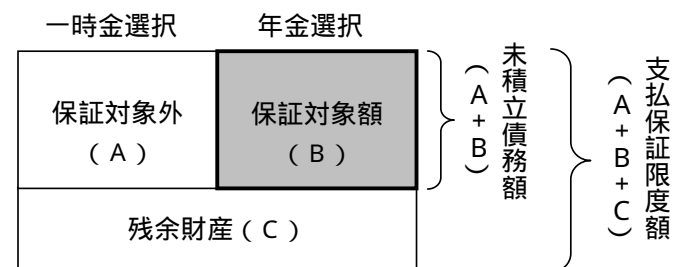 一時金選択
年金選択
保証対象外
(A)
保証対象額
(B)
残余財産(C)
未積立債務額
(A+B)
支払保証限度額
(A+B+C)